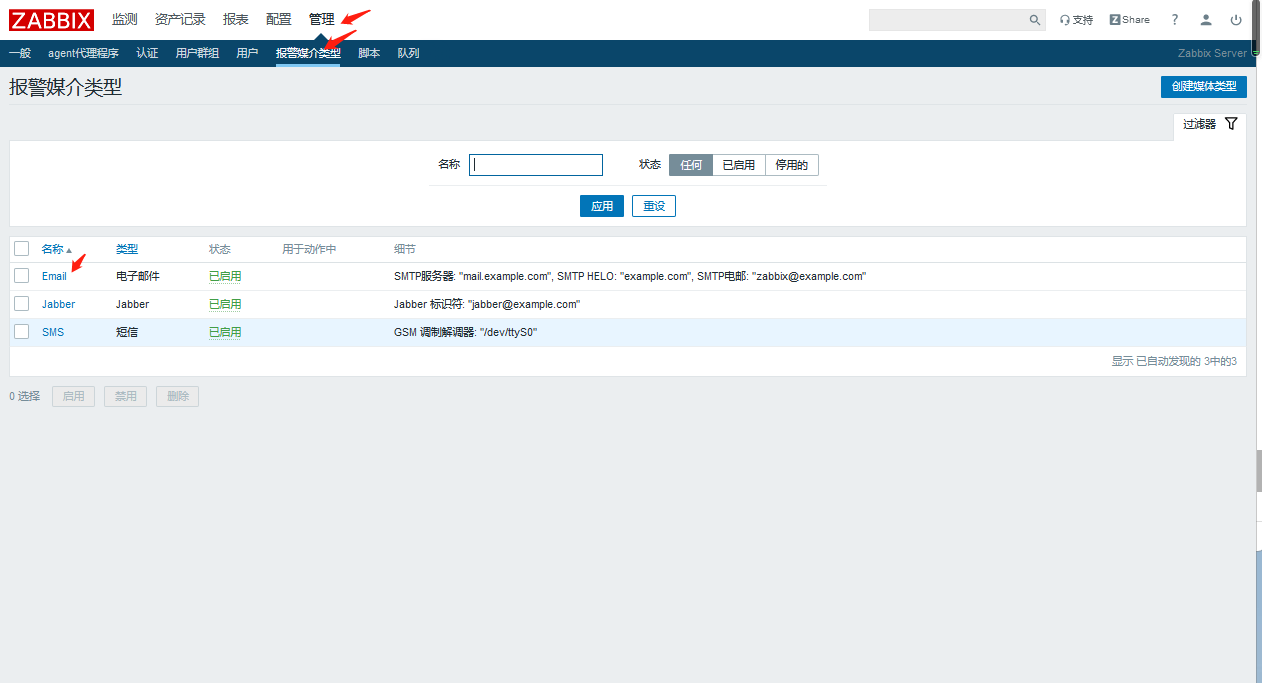 ZABBIX 监测 资产记录 报表 配置 管理 支持 Z Share ?
一般 agent代理程序 认证 用户群组 用户 报警媒介类型 脚本 队列 Zabbix Server
报警媒介类型 创建媒体类型
过滤器
名称 状态 任何 已启用 停用的
应用 重设
名称 类型 状态 用于动作中 细节
Email 电子邮件 已启用 SMTP服务器: "mail.example.com", SMTP HELO: "example.com", SMTP电邮: "zabbix@example.com"
Jabber Jabber 已启用 Jabber 标识符: "jabber@example.com"
SMS 短信 已启用 GSM 调制解调器: "/dev/ttyS0"
显示 已自动发现的 3中的3
0 选择 启用 禁用 删除